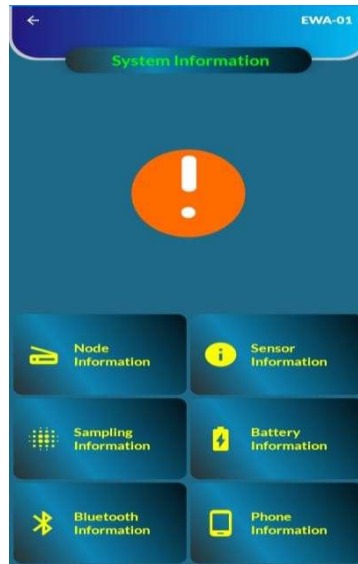 EWA-01
System Information
Node
Information
Sensor
Information
Sampling
Information
Battery
Information
Bluetooth
Information
Phone
Information